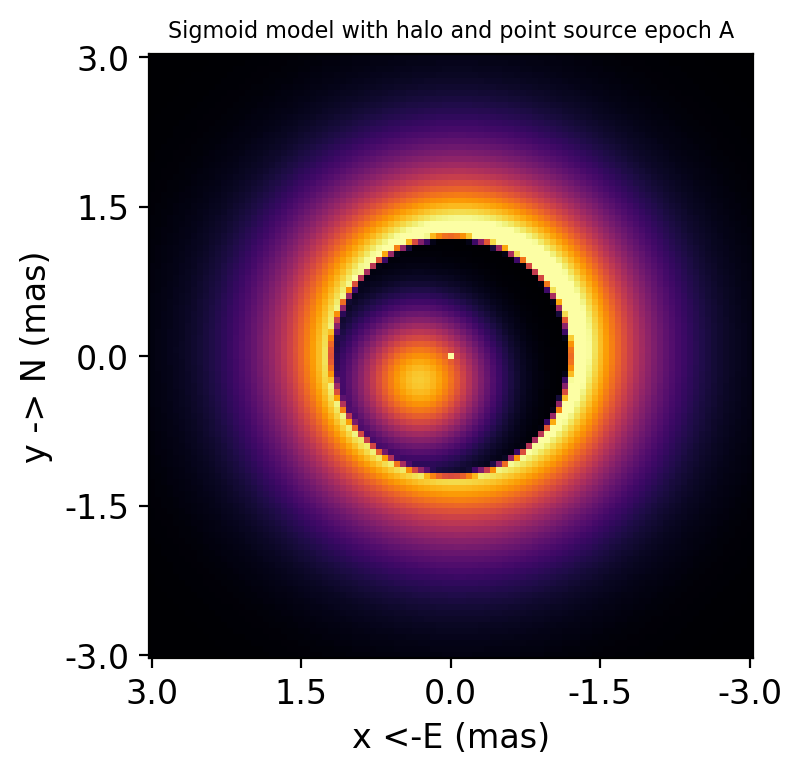 Sigmoid model with halo and point source epoch A
3.0
1.5
0.0
-1.5
-3.0
y -> N (mas)
3.0 1.5 0.0 -1.5 -3.0
x <-E (mas)